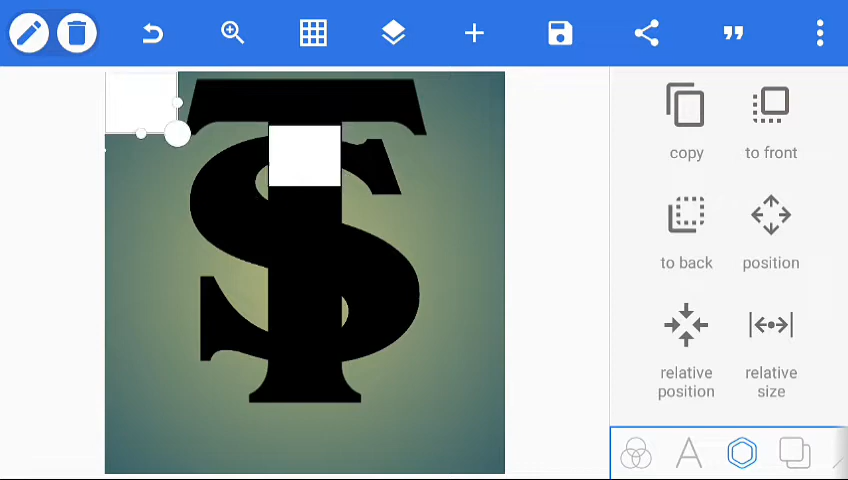 T
S
copy
to front
to back
position
relative
position
relative
size
A